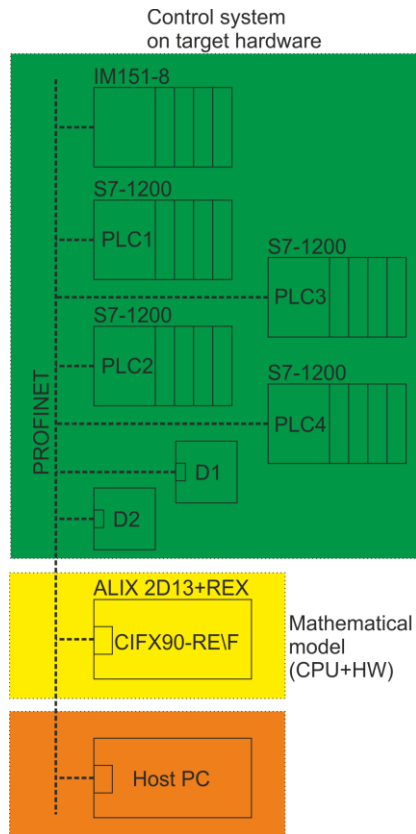 Control system
on target hardware
IM151-8
S7-1200
PLC1
S7-1200
PLC3
S7-1200
PLC2
S7-1200
PLC4
PROFINET
D1
D2
ALIX 2D13+REX
CIFX90-RE\F
Mathematical
model
(CPU+HW)
Host PC